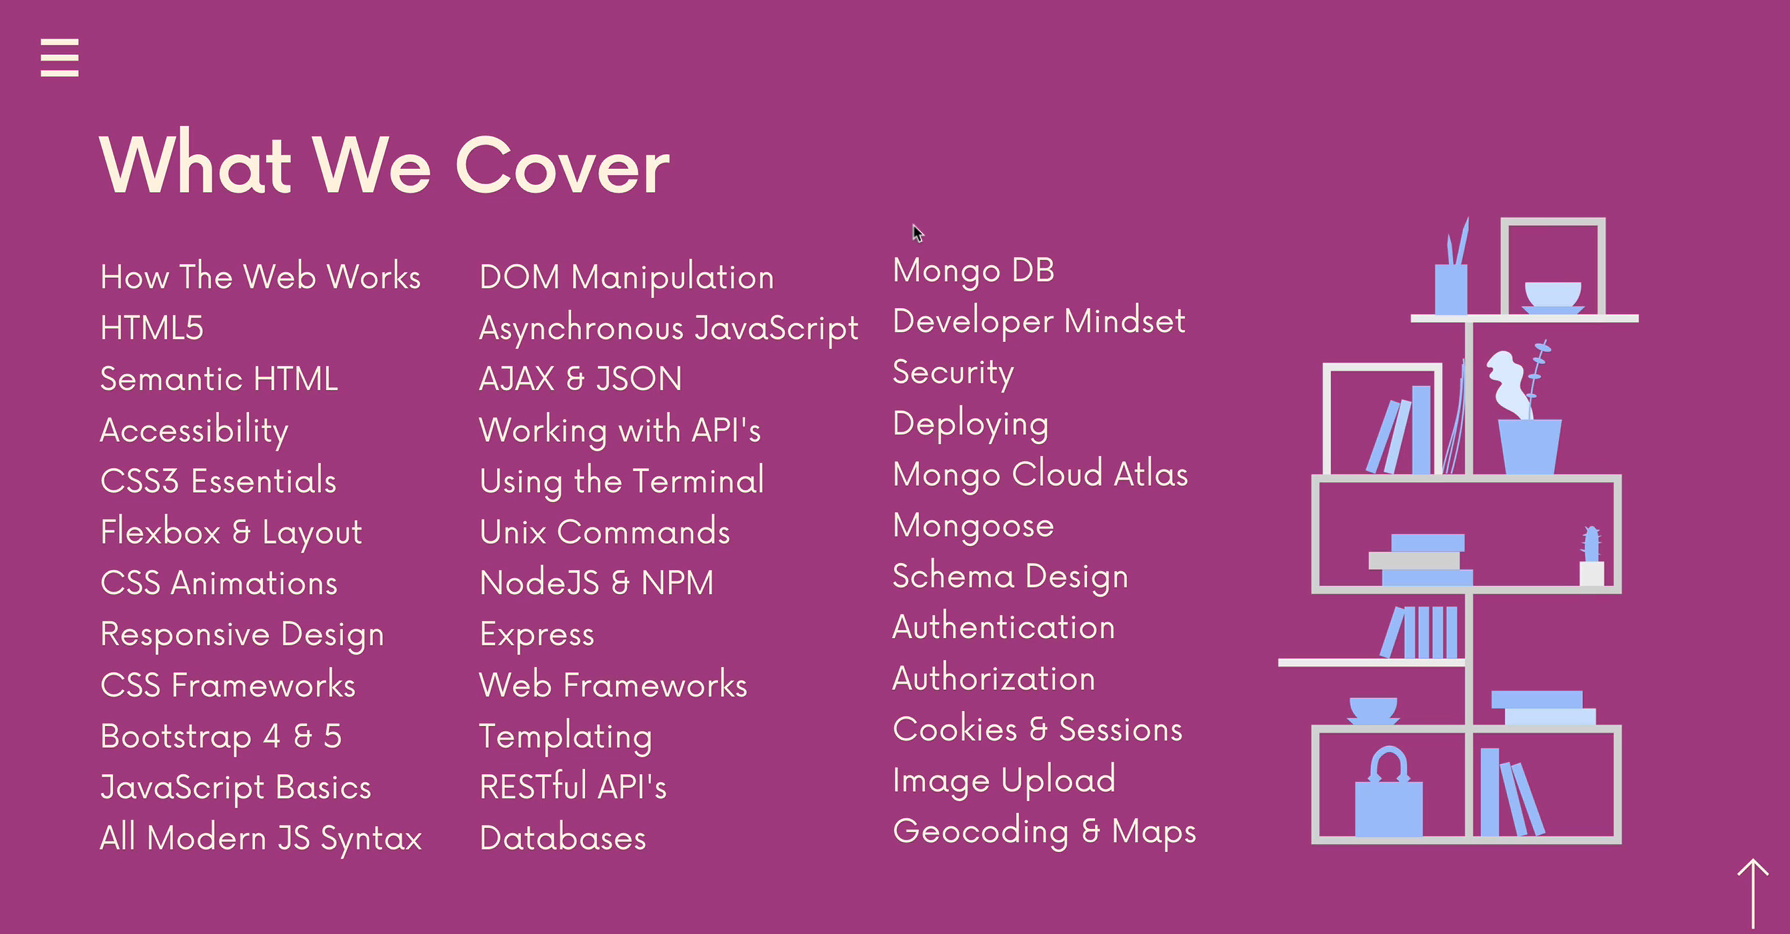 What We Cover
How The Web Works
HTML5
Semantic HTML
Accessibility
CSS3 Essentials
Flexbox & Layout
CSS Animations
Responsive Design
CSS Frameworks
Bootstrap 4 & 5
JavaScript Basics
All Modern JS Syntax
DOM Manipulation
Asynchronous JavaScript
AJAX & JSON
Working with API's
Using the Terminal
Unix Commands
NodeJS & NPM
Express
Web Frameworks
Templating
RESTful API's
Databases
Mongo DB
Developer Mindset
Security
Deploying
Mongo Cloud Atlas
Mongoose
Schema Design
Authentication
Authorization
Cookies & Sessions
Image Upload
Geocoding & Maps